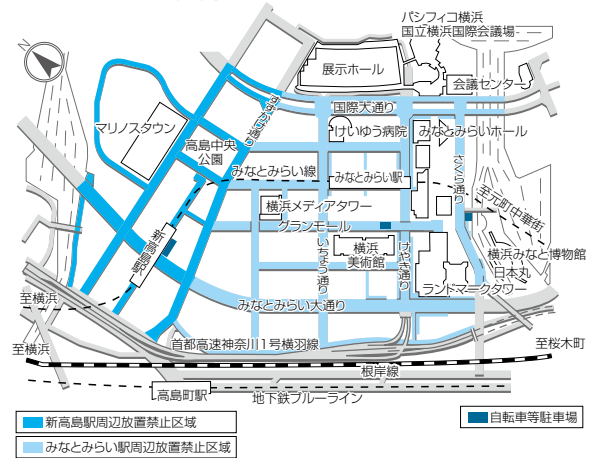 パシフィコ横浜
国立横浜国際会議場
N
展示ホール
会議センター
国際大通り
すずかけ通り
マリノスタウン
けいゆう病院
みなとみらいホール
高島中央
公園
さくら通り
みなとみらい線
みなとみらい駅
至元町中華街
横浜メディアタワー
グランモール
新高島駅
いちょう通り
横浜
美術館
けやき通り
横浜みなと博物館
日本丸
ランドマークタワー
至横浜
みなとみらい大通り
至横浜
首都高速神奈川1号横羽線
至桜木町
根岸線
高島町駅
地下鉄ブルーライン
新高島駅周辺放置禁止区域
自転車等駐車場
みなとみらい駅周辺放置禁止区域